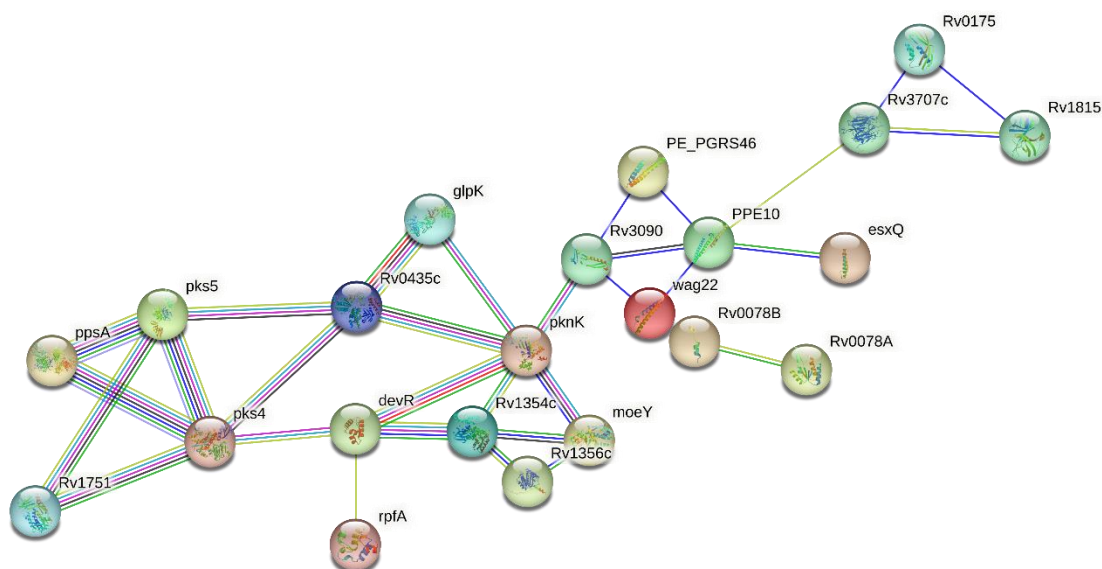 Rv0175
Rv3707c
Rv1815
PE_PGRS46
glpK
PPE10
esxQ
Rv3090
Rv0435c
pks5
wag22
ppsA
pknK
Rv0078B
Rv0078A
devR
Rv1354c
moeY
pks4
Rv1356c
Rv1751
rpfA